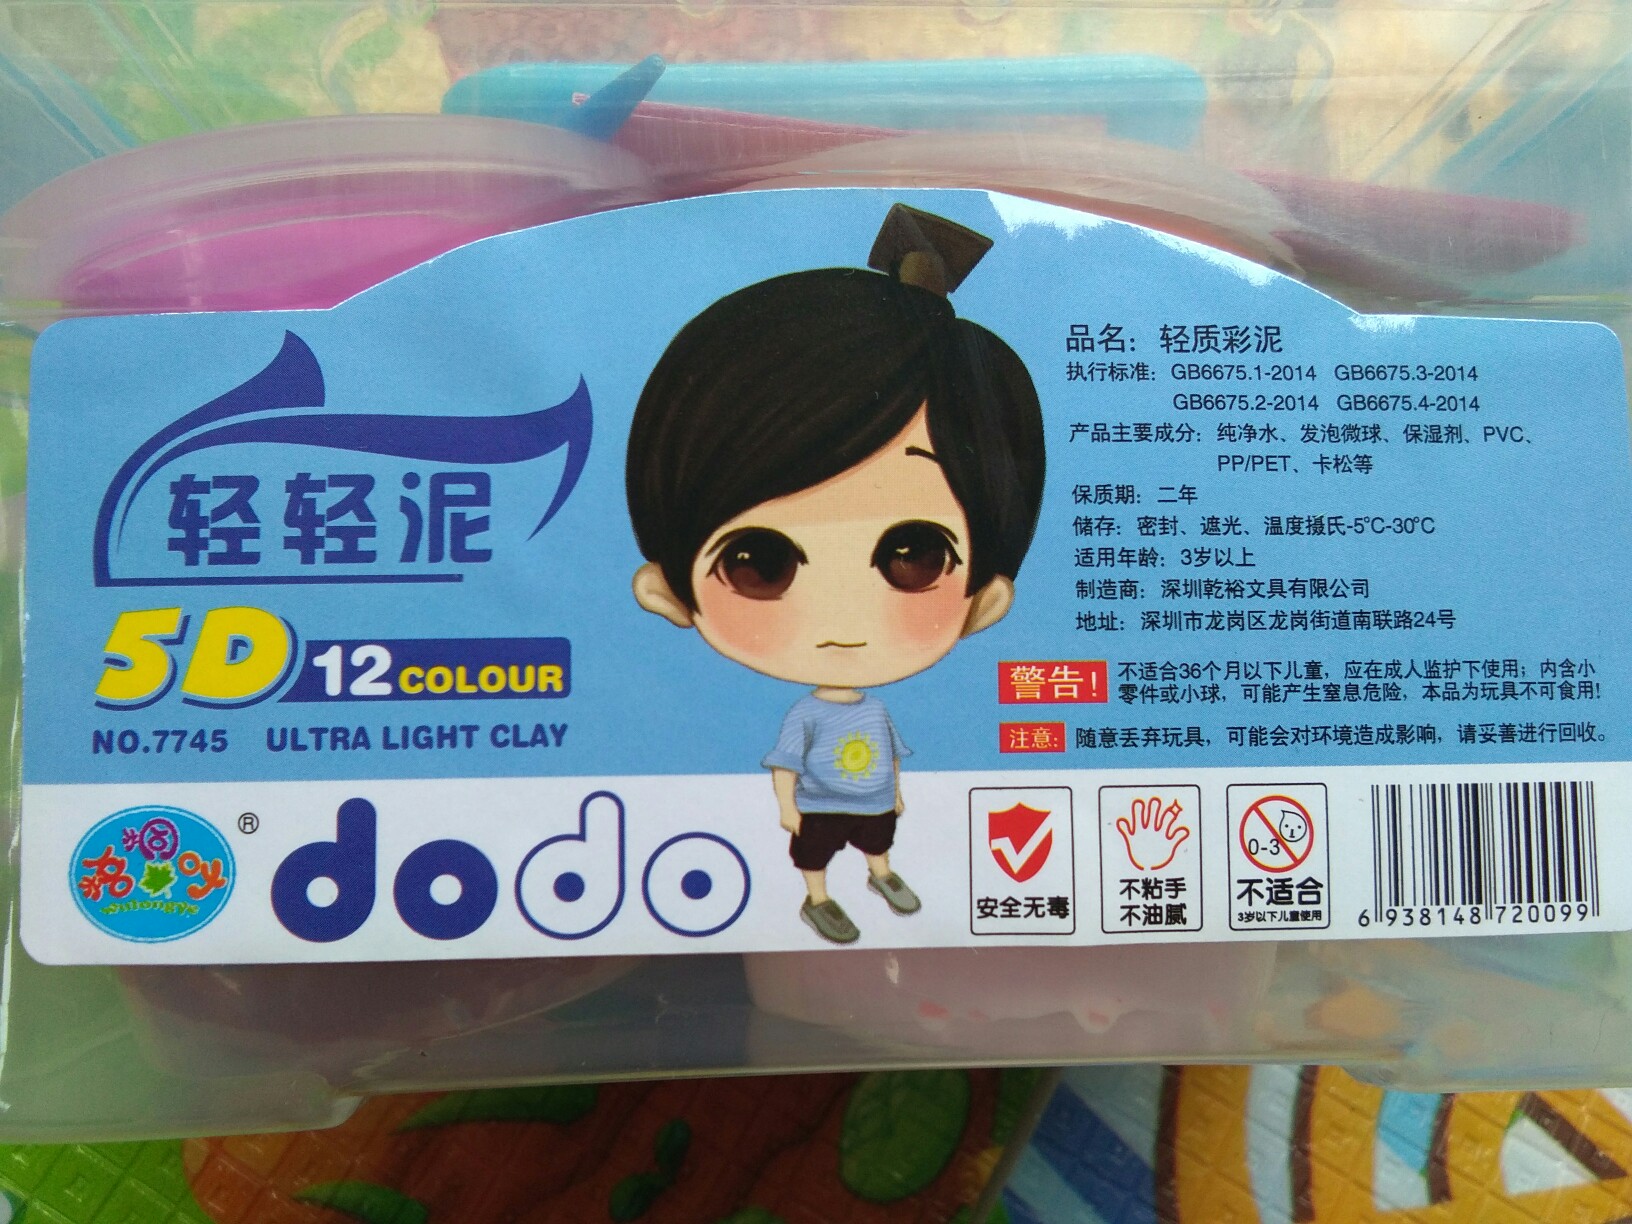 轻轻泥
5D 12 COLOUR
NO.7745 ULTRA LIGHT CLAY
品名：轻质彩泥
执行标准：GB6675.1-2014 GB6675.3-2014
GB6675.2-2014 GB6675.4-2014
产品主要成分：纯净水、发泡微球、保湿剂、PVC、
PP/PET、卡松等
保质期：二年
储存：密封、遮光、温度摄氏-5℃-30℃
适用年龄：3岁以上
制造商：深圳乾裕文具有限公司
地址：深圳市龙岗区龙岗街道南联路24号
警告! 不适合36个月以下儿童，应在成人监护下使用；内含小
零件或小球，可能产生窒息危险，本品为玩具不可食用!
注意: 随意丢弃玩具，可能会对环境造成影响，请妥善进行回收。
® dodo
安全无毒
不粘手
不油腻
0-3
不适合
3岁以下儿童使用
6 938148 720099